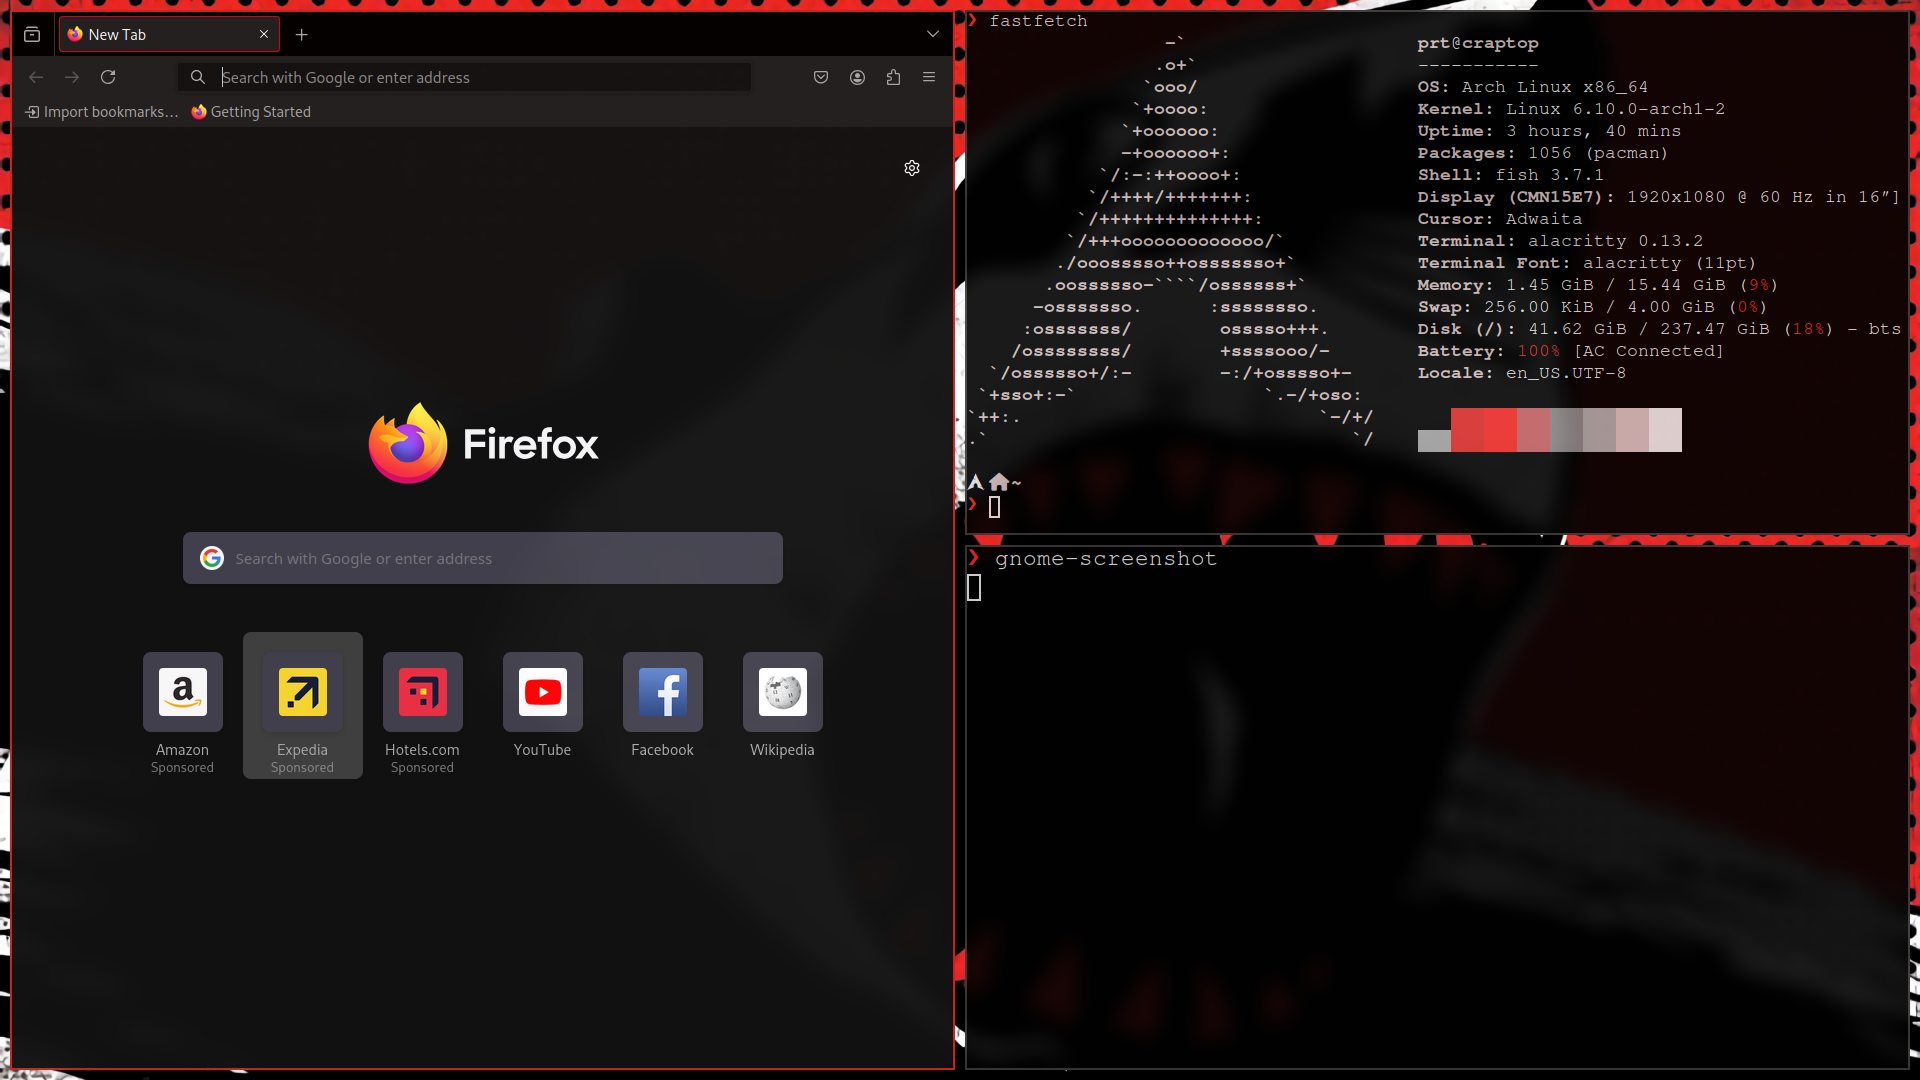 New Tab
Search with Google or enter address
Import bookmarks…
Getting Started
Firefox
Search with Google or enter address
Amazon
Sponsored
Expedia
Sponsored
Hotels.com
Sponsored
YouTube
Facebook
Wikipedia
❯ fastfetch
                  -`
                 .o+`
                `ooo/
               `+oooo:
              `+oooooo:
              -+oooooo+:
            `/:-:++oooo+:
           `/++++/+++++++:
          `/++++++++++++++:
         `/+++ooooooooooooo/`
        ./ooosssso++osssssso+`
       .oossssso-````/ossssss+`
      -osssssso.      :ssssssso.
     :osssssss/        osssso+++.
    /ossssssss/        +ssssooo/-
  `/ossssso+/:-        -:/+osssso+-
 `+sso+:-`                 `.-/+oso:
`++:.                           `-/+/
.`                                 `/
prt@craptop
-----------
OS: Arch Linux x86_64
Kernel: Linux 6.10.0-arch1-2
Uptime: 3 hours, 40 mins
Packages: 1056 (pacman)
Shell: fish 3.7.1
Display (CMN15E7): 1920x1080 @ 60 Hz in 16″]
Cursor: Adwaita
Terminal: alacritty 0.13.2
Terminal Font: alacritty (11pt)
Memory: 1.45 GiB / 15.44 GiB (9%)
Swap: 256.00 KiB / 4.00 GiB (0%)
Disk (/): 41.62 GiB / 237.47 GiB (18%) - bts
Battery: 100% [AC Connected]
Locale: en_US.UTF-8
~
❯
❯ gnome-screenshot